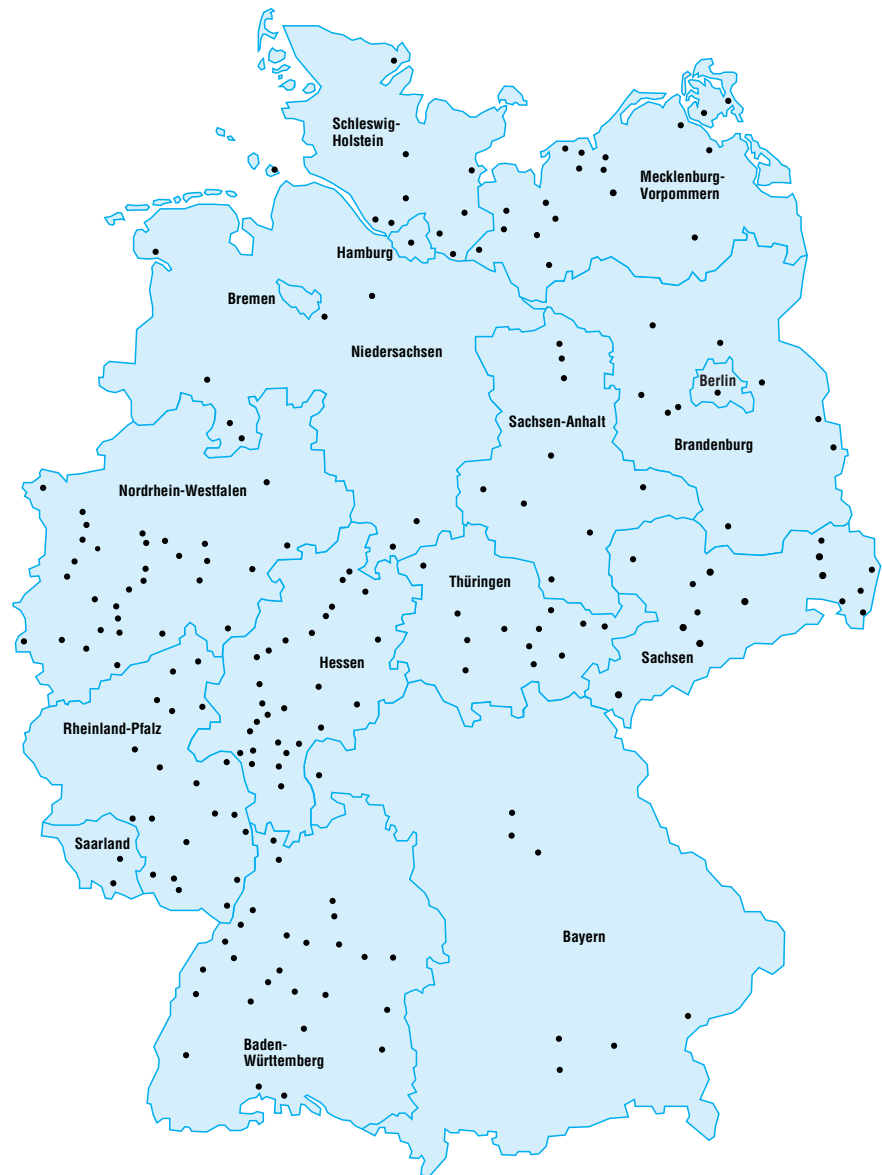 Schleswig-
Holstein
Mecklenburg-
Vorpommern
Hamburg
Bremen
Niedersachsen
Berlin
Sachsen-Anhalt
Brandenburg
Nordrhein-Westfalen
Thüringen
Sachsen
Hessen
Rheinland-Pfalz
Saarland
Bayern
Baden-
Württemberg